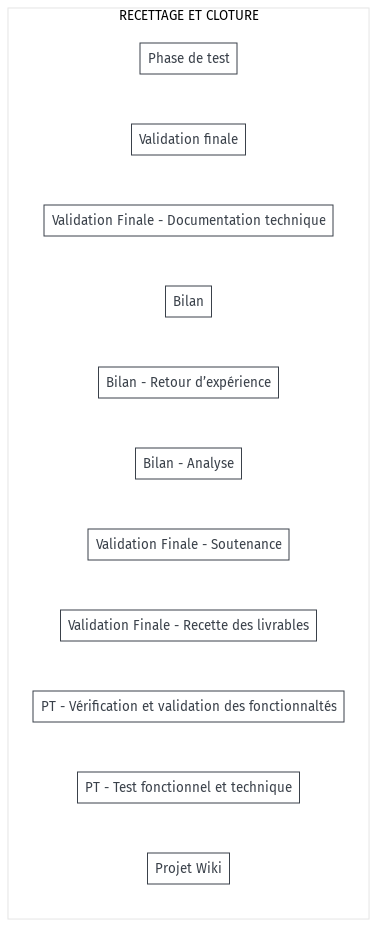 RECETTAGE ET CLOTURE
Phase de test
Validation finale
Validation Finale - Documentation technique
Bilan
Bilan - Retour d’expérience
Bilan - Analyse
Validation Finale - Soutenance
Validation Finale - Recette des livrables
PT - Vérification et validation des fonctionnaltés
PT - Test fonctionnel et technique
Projet Wiki